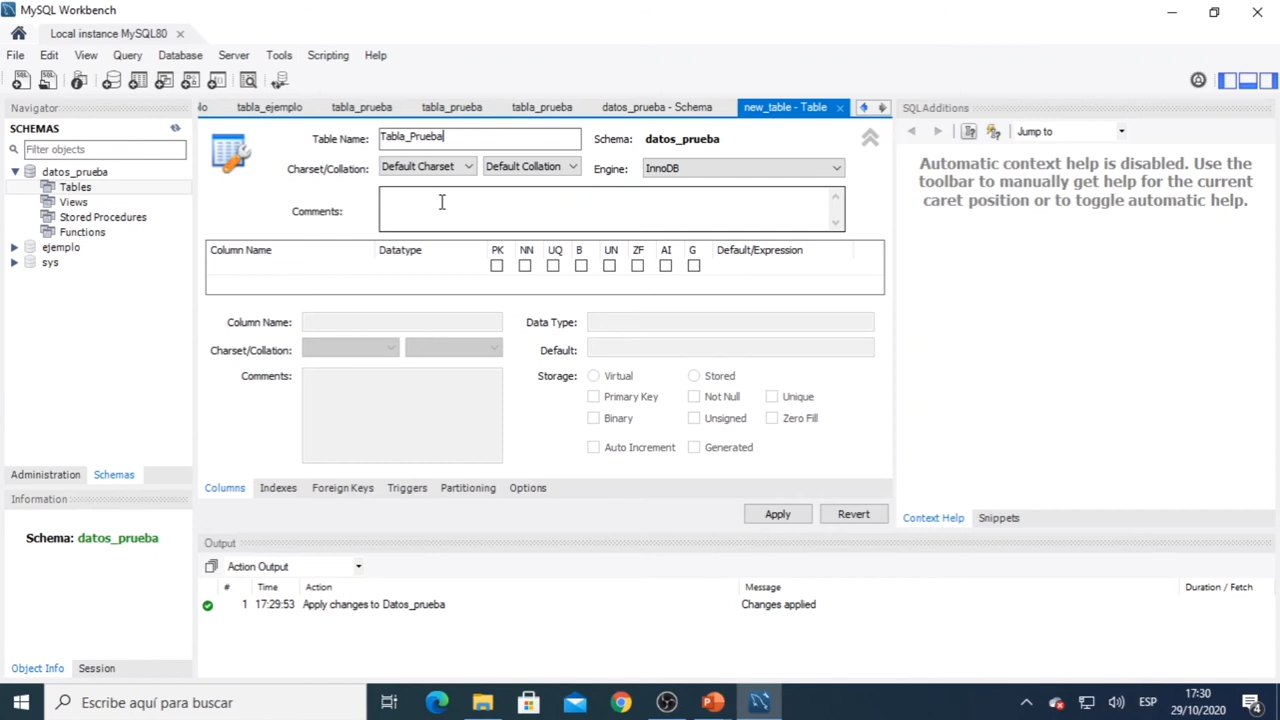 MySQL Workbench
Local instance MySQL80
File Edit View Query Database Server Tools Scripting Help
Navigator
SCHEMAS
Filter objects
datos_prueba
Tables
Views
Stored Procedures
Functions
ejemplo
sys
Administration Schemas
Information
Schema: datos_prueba
Object Info Session
lo tabla_ejemplo tabla_prueba tabla_prueba tabla_prueba datos_prueba - Schema new_table - Table
Table Name: Tabla_Prueba Schema: datos_prueba
Charset/Collation: Default Charset Default Collation Engine: InnoDB
Comments:
Column Name Datatype PK NN UQ B UN ZF AI G Default/Expression
Column Name: Data Type:
Charset/Collation: Default:
Comments: Storage: Virtual Stored
Primary Key Not Null Unique
Binary Unsigned Zero Fill
Auto Increment Generated
Columns Indexes Foreign Keys Triggers Partitioning Options
Apply Revert
SQLAdditions
Jump to
Automatic context help is disabled. Use the
toolbar to manually get help for the current
caret position or to toggle automatic help.
Context Help Snippets
Output
Action Output
# Time Action Message Duration / Fetch
1 17:29:53 Apply changes to Datos_prueba Changes applied
Escribe aquí para buscar
ESP
17:30
29/10/2020
4